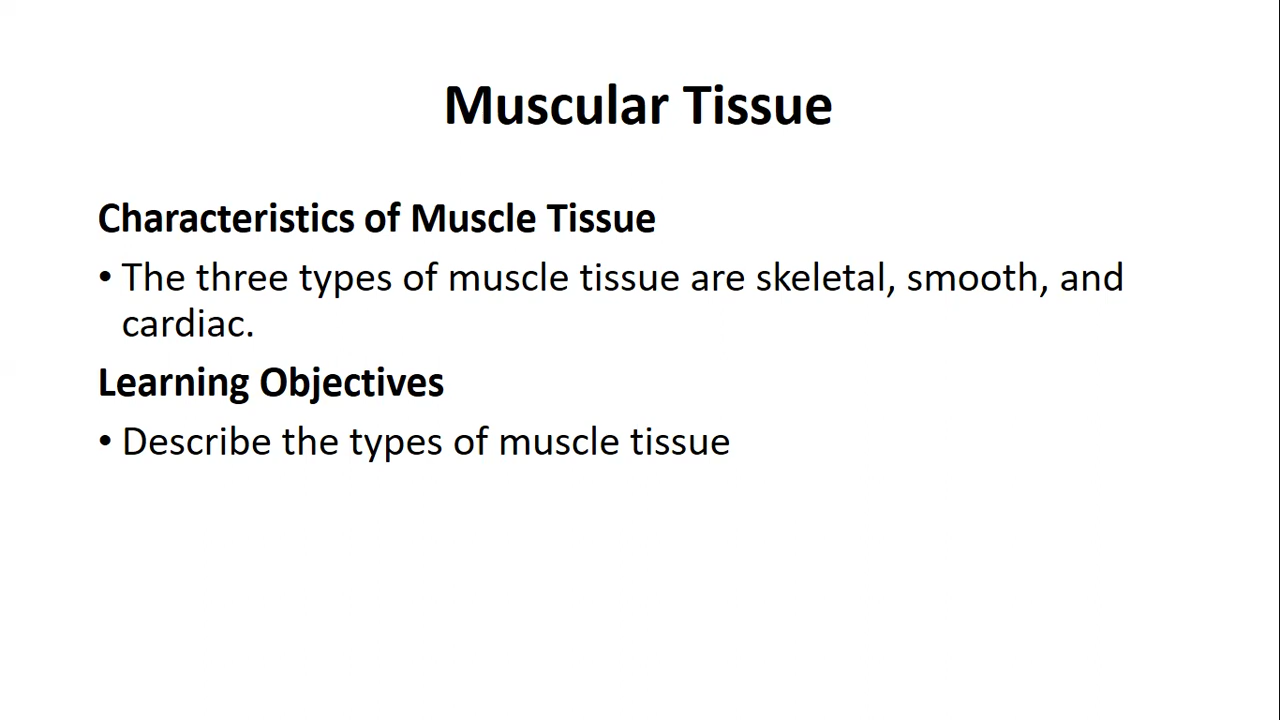 Muscular Tissue
Characteristics of Muscle Tissue
• The three types of muscle tissue are skeletal, smooth, and
cardiac.
Learning Objectives
• Describe the types of muscle tissue